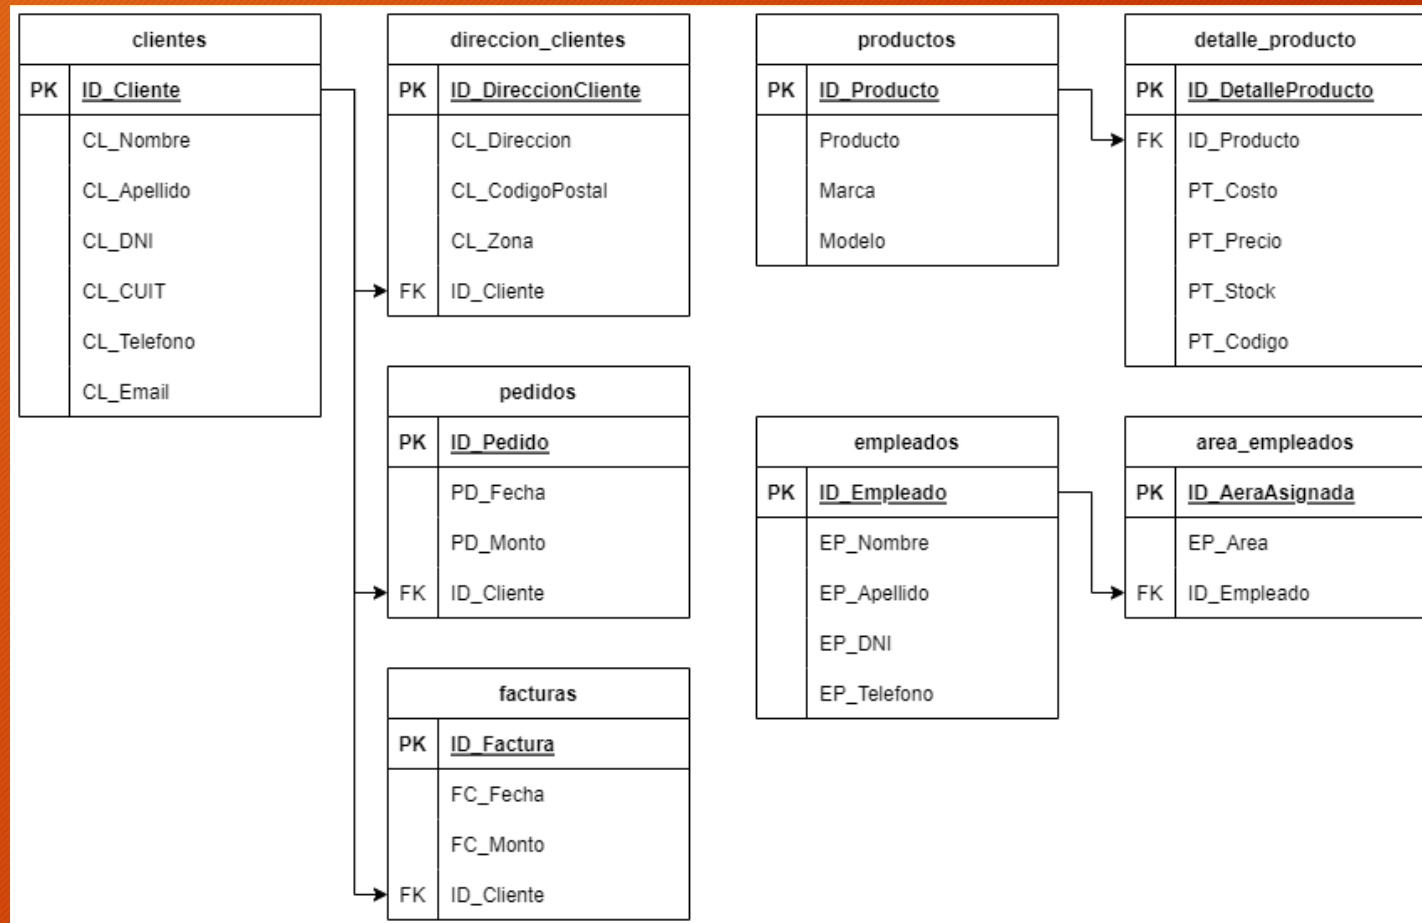 clientes
PK ID_Cliente
CL_Nombre
CL_Apellido
CL_DNI
CL_CUIT
CL_Telefono
CL_Email
direccion_clientes
PK ID_DireccionCliente
CL_Direccion
CL_CodigoPostal
CL_Zona
FK ID_Cliente
pedidos
PK ID_Pedido
PD_Fecha
PD_Monto
FK ID_Cliente
facturas
PK ID_Factura
FC_Fecha
FC_Monto
FK ID_Cliente
productos
PK ID_Producto
Producto
Marca
Modelo
detalle_producto
PK ID_DetalleProducto
FK ID_Producto
PT_Costo
PT_Precio
PT_Stock
PT_Codigo
empleados
PK ID_Empleado
EP_Nombre
EP_Apellido
EP_DNI
EP_Telefono
area_empleados
PK ID_AeraAsignada
EP_Area
FK ID_Empleado